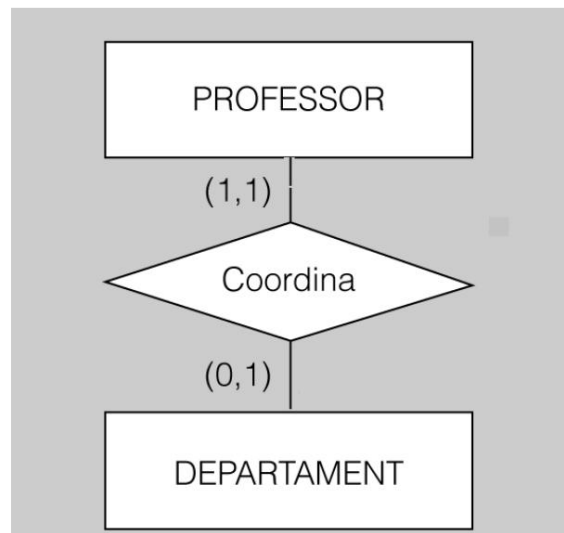 PROFESSOR
(1,1)
Coordina
(0,1)
DEPARTAMENT